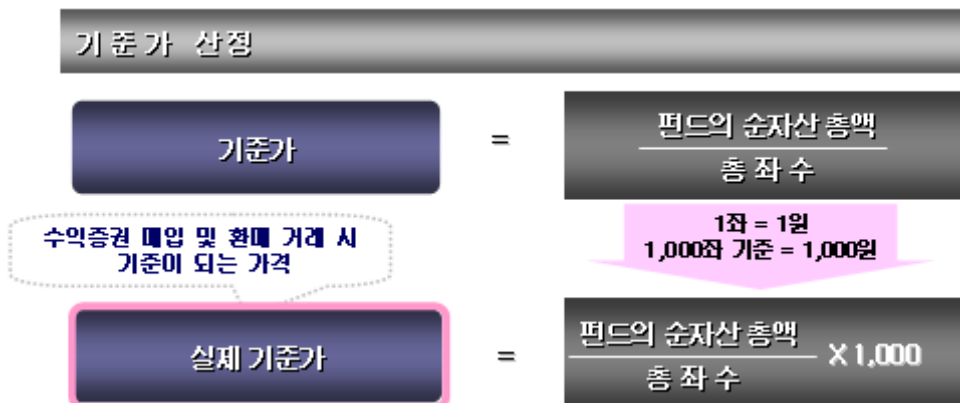 기준가 산정
기준가
=
펀드의 순자산 총액
총 좌 수
수익증권 매입 및 환매 거래 시
기준이 되는 가격
1좌 = 1원
1,000좌 기준 = 1,000원
실제 기준가
=
펀드의 순자산 총액
총 좌 수
X 1,000